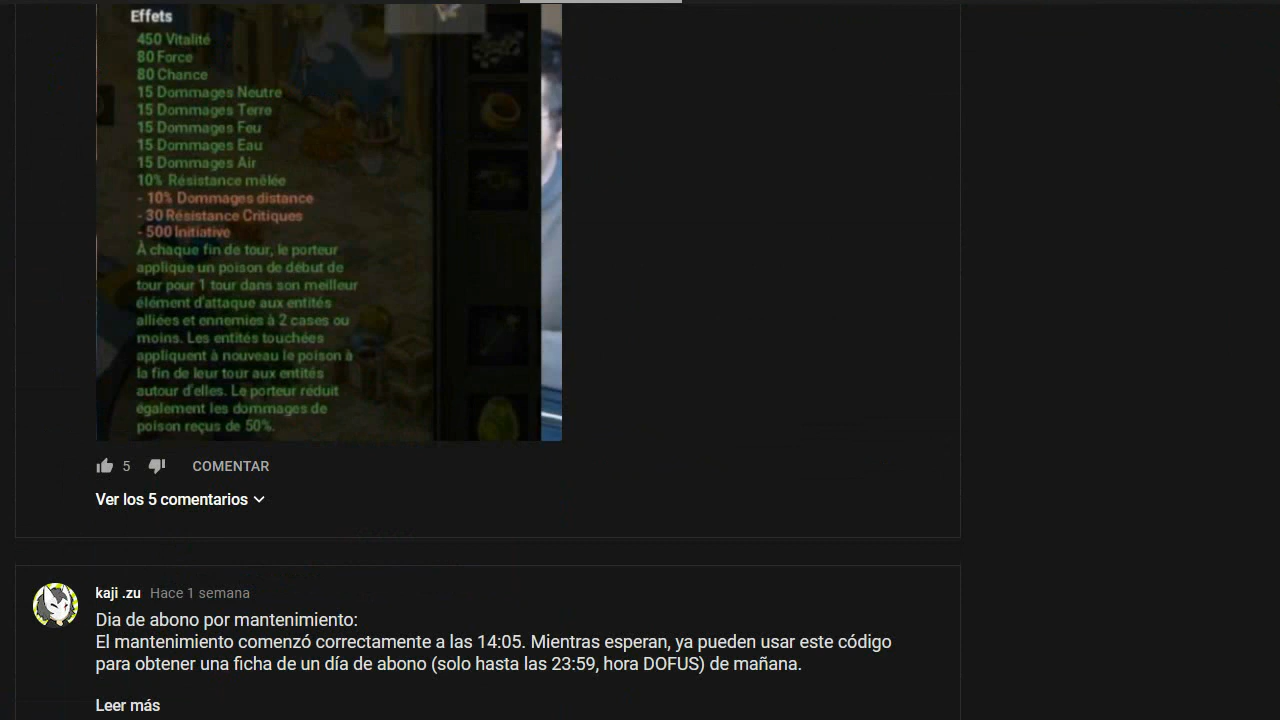 Effets
450 Vitalité
80 Force
80 Chance
15 Dommages Neutre
15 Dommages Terre
15 Dommages Feu
15 Dommages Eau
15 Dommages Air
10% Résistance mêlée
- 10% Dommages distance
- 30 Résistance Critiques
- 500 Initiative
À chaque fin de tour, le porteur
applique un poison de début de
tour pour 1 tour dans son meilleur
élément d'attaque aux entités
alliées et ennemies à 2 cases ou
moins. Les entités touchées
appliquent à nouveau le poison à
la fin de leur tour aux entités
autour d'elles. Le porteur réduit
également les dommages de
poison reçus de 50%.
5 COMENTAR
Ver los 5 comentarios
kaji .zu Hace 1 semana
Dia de abono por mantenimiento:
El mantenimiento comenzó correctamente a las 14:05. Mientras esperan, ya pueden usar este código
para obtener una ficha de un día de abono (solo hasta las 23:59, hora DOFUS) de mañana.
Leer más